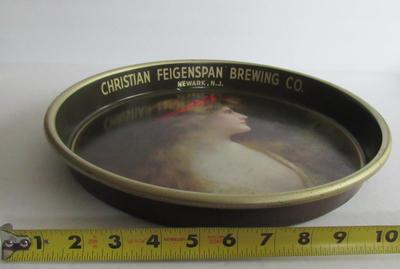 CHRISTIAN FEIGENSPAN BREWING CO.
NEWARK, N.J.
1 2 3 4 5 6 7 8 9 10